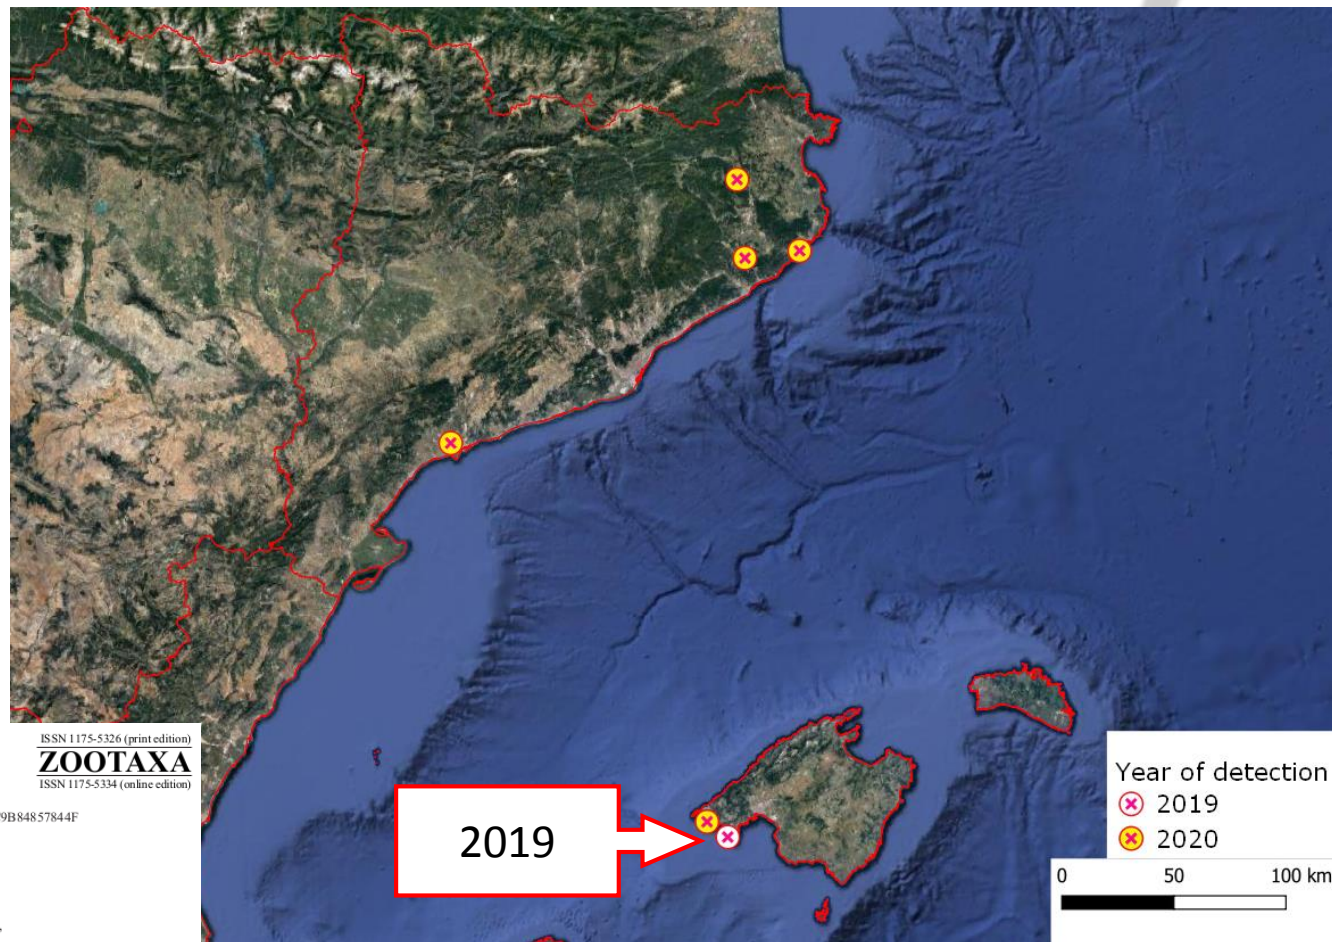 ISSN 1175-5326 (print edition)
ZOOTAXA
ISSN 1175-5334 (online edition)
9B84857844F
2019
Year of detection
2019
2020
0 50 100 km